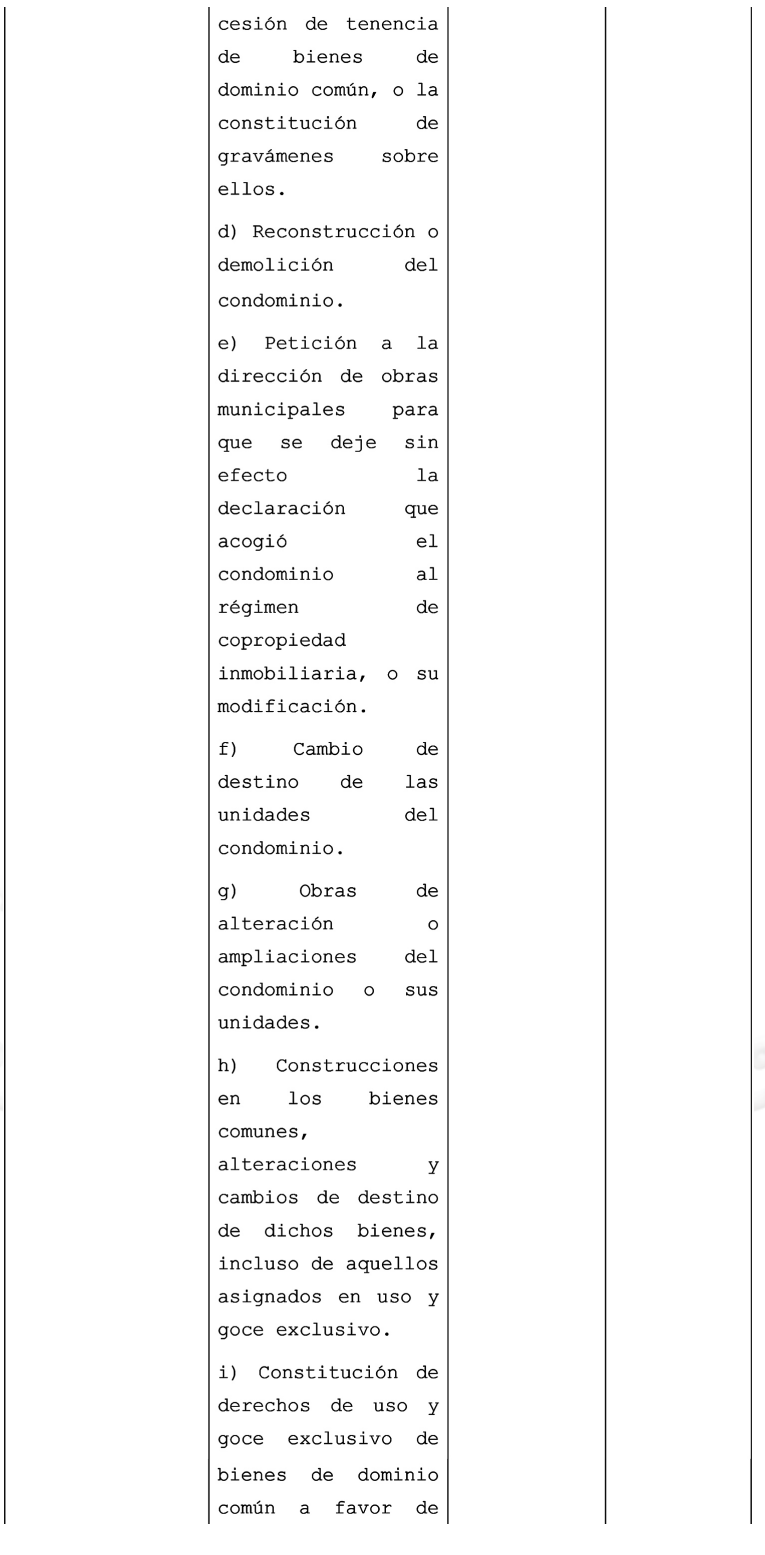 cesión de tenencia
de bienes de
dominio común, o la
constitución de
gravámenes sobre
ellos.
d) Reconstrucción o
demolición del
condominio.
e) Petición a la
dirección de obras
municipales para
que se deje sin
efecto la
declaración que
acogió el
condominio al
régimen de
copropiedad
inmobiliaria, o su
modificación.
f) Cambio de
destino de las
unidades del
condominio.
g) Obras de
alteración o
ampliaciones del
condominio o sus
unidades.
h) Construcciones
en los bienes
comunes,
alteraciones y
cambios de destino
de dichos bienes,
incluso de aquellos
asignados en uso y
goce exclusivo.
i) Constitución de
derechos de uso y
goce exclusivo de
bienes de dominio
común a favor de